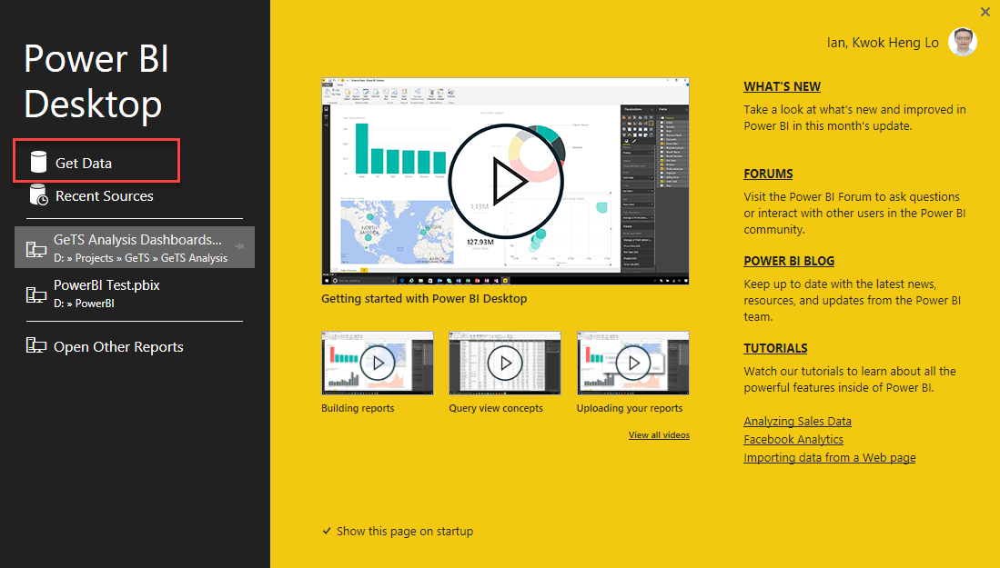 Power BI
Desktop
Get Data
Recent Sources
GeTS Analysis Dashboards...
D: » Projects » GeTS » GeTS Analysis
PowerBI Test.pbix
D: » PowerBI
Open Other Reports
1.13M
127.93M
Getting started with Power BI Desktop
Building reports
Query view concepts
Uploading your reports
View all videos
Show this page on startup
Ian, Kwok Heng Lo
WHAT'S NEW
Take a look at what's new and improved in
Power BI in this month's update.
FORUMS
Visit the Power BI Forum to ask questions
or interact with other users in the Power BI
community.
POWER BI BLOG
Keep up to date with the latest news,
resources, and updates from the Power BI
team.
TUTORIALS
Watch our tutorials to learn about all the
powerful features inside of Power BI.
Analyzing Sales Data
Facebook Analytics
Importing data from a Web page